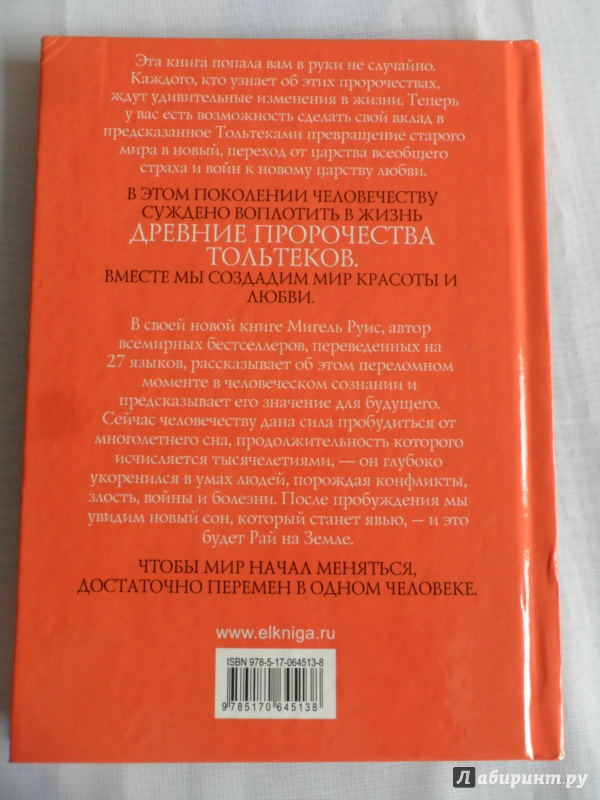 Эта книга попала вам в руки не случайно.
Каждого, кто узнает об этих пророчествах,
ждут удивительные изменения в жизни. Теперь
у вас есть возможность сделать свой вклад в
предсказанное Тольтеками превращение старого
мира в новый, переход от царства всеобщего
страха и войн к новому царству любви.
В ЭТОМ ПОКОЛЕНИИ ЧЕЛОВЕЧЕСТВУ
СУЖДЕНО ВОПЛОТИТЬ В ЖИЗНЬ
ДРЕВНИЕ ПРОРОЧЕСТВА
ТОЛЬТЕКОВ.
ВМЕСТЕ МЫ СОЗДАДИМ МИР КРАСОТЫ И
ЛЮБВИ.
В своей новой книге Мигель Руис, автор
всемирных бестселлеров, переведенных на
27 языков, рассказывает об этом переломном
моменте в человеческом сознании и
предсказывает его значение для будущего.
Сейчас человечеству дана сила пробудиться от
многолетнего сна, продолжительность которого
исчисляется тысячелетиями, — он глубоко
укоренился в умах людей, порождая конфликты,
злость, войны и болезни. После пробуждения мы
увидим новый сон, который станет явью, — и это
будет Рай на Земле.
ЧТОБЫ МИР НАЧАЛ МЕНЯТЬСЯ,
ДОСТАТОЧНО ПЕРЕМЕН В ОДНОМ ЧЕЛОВЕКЕ.
www.elkniga.ru
ISBN 978-5-17-064513-8
9 785170 645138
Лабиринт.ру